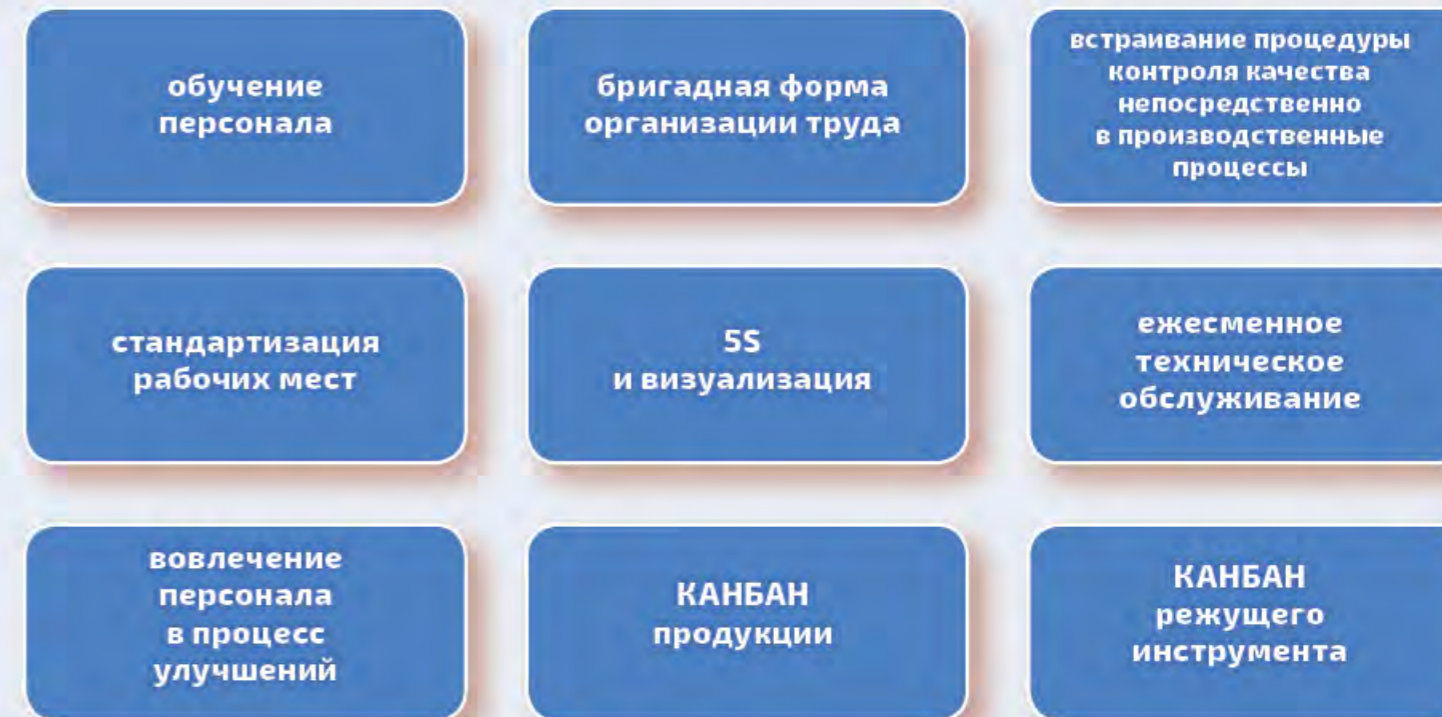 обучение
персонала
бригадная форма
организации труда
встраивание процедуры
контроля качества
непосредственно
в производственные
процессы
стандартизация
рабочих мест
5S
и визуализация
ежесменное
техническое
обслуживание
вовлечение
персонала
в процесс
улучшений
КАНБАН
продукции
КАНБАН
режущего
инструмента